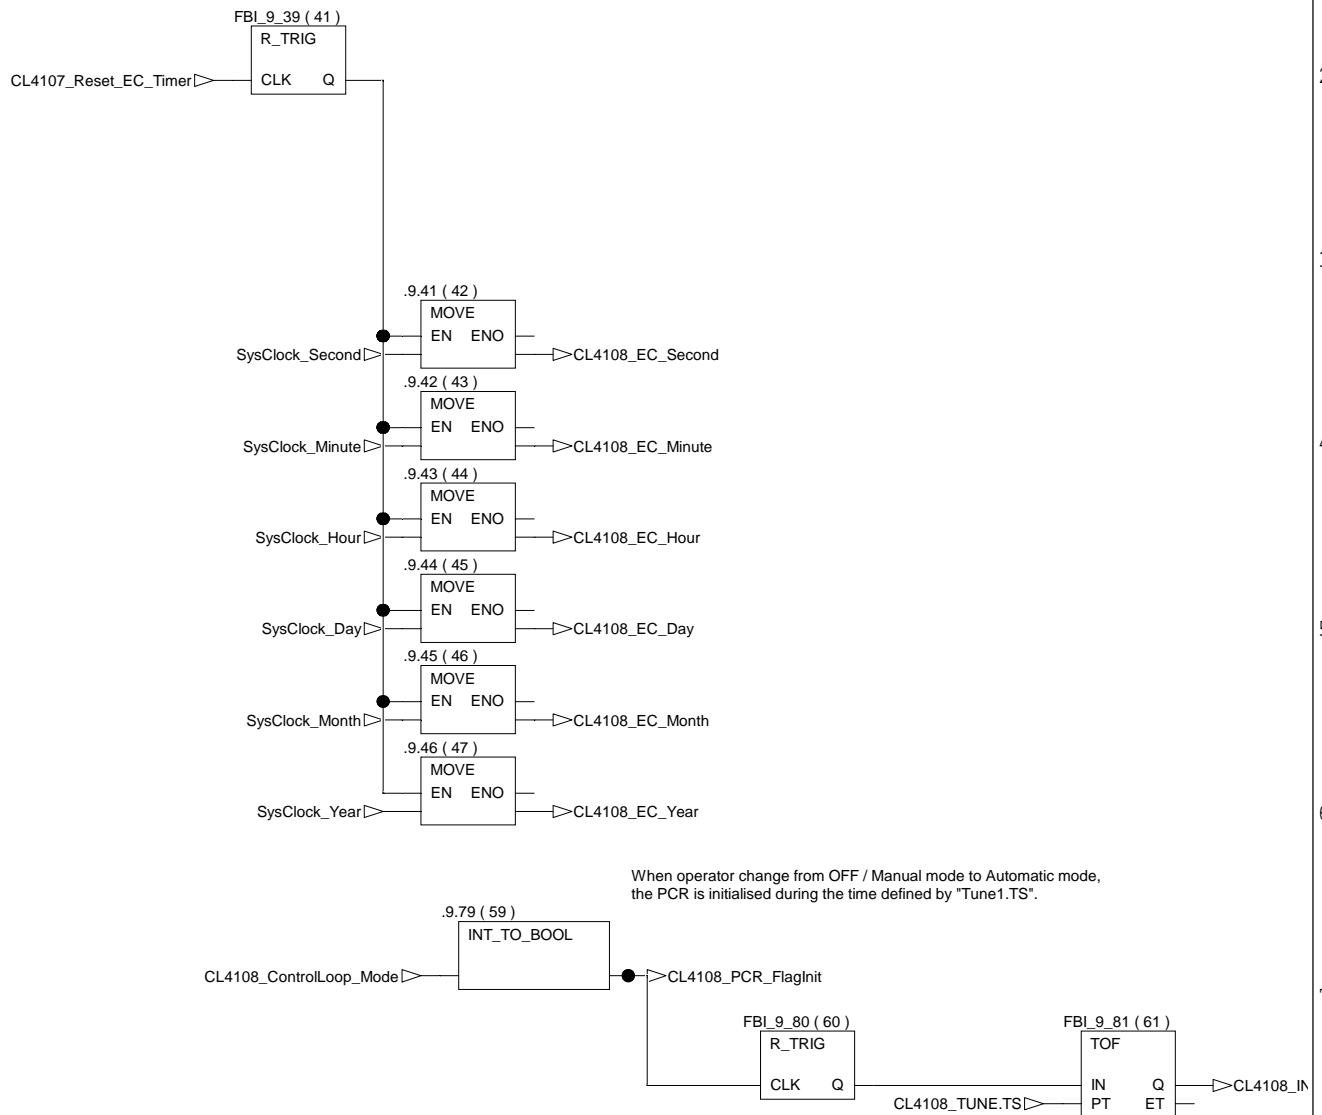 FBI_9_39 ( 41 )
R_TRIG
CL4107_Reset_EC_Timer CLK Q
.9.41 ( 42 )
MOVE
EN ENO
SysClock_Second CL4108_EC_Second
.9.42 ( 43 )
MOVE
EN ENO
SysClock_Minute CL4108_EC_Minute
.9.43 ( 44 )
MOVE
EN ENO
SysClock_Hour CL4108_EC_Hour
.9.44 ( 45 )
MOVE
EN ENO
SysClock_Day CL4108_EC_Day
.9.45 ( 46 )
MOVE
EN ENO
SysClock_Month CL4108_EC_Month
.9.46 ( 47 )
MOVE
EN ENO
SysClock_Year CL4108_EC_Year
When operator change from OFF / Manual mode to Automatic mode,
the PCR is initialised during the time defined by "Tune1.TS".
.9.79 ( 59 )
INT_TO_BOOL
CL4108_ControlLoop_Mode CL4108_PCR_FlagInit
FBI_9_80 ( 60 ) FBI_9_81 ( 61 )
R_TRIG TOF
CLK Q IN Q
CL4108_TUNE.TS PT ET